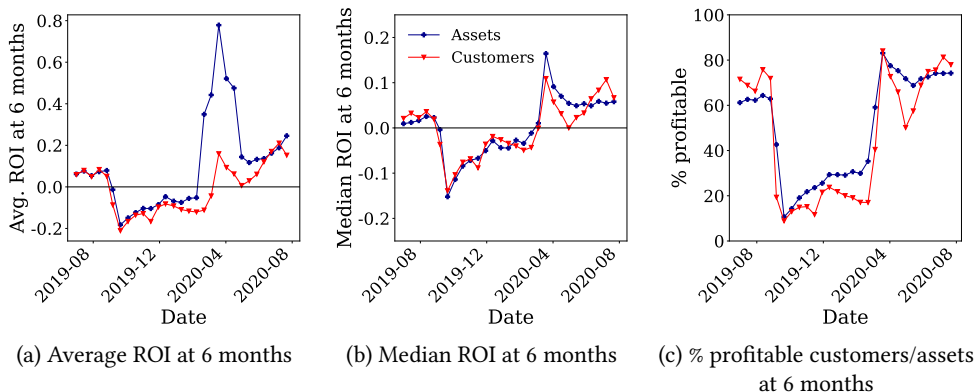 Avg. ROI at 6 months
0.8
0.6
0.4
0.2
0.0
-0.2
2019-08
2019-12
2020-04
2020-08
Date
(a) Average ROI at 6 months
Median ROI at 6 months
0.2
0.1
0.0
-0.1
-0.2
Assets
Customers
2019-08
2019-12
2020-04
2020-08
Date
(b) Median ROI at 6 months
% profitable
100
80
60
40
20
0
2019-08
2019-12
2020-04
2020-08
Date
(c) % profitable customers/assets
at 6 months